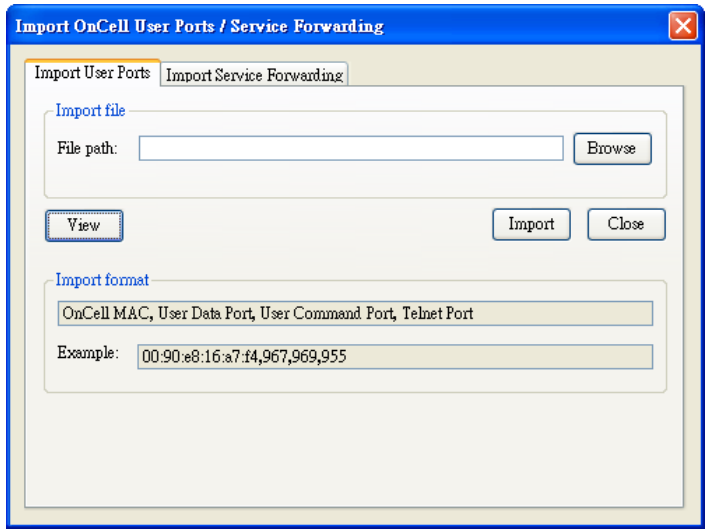 Import OnCell User Ports / Service Forwarding
Import User Ports
Import Service Forwarding
Import file
File path:
Browse
View
Import
Close
Import format
OnCell MAC, User Data Port, User Command Port, Telnet Port
Example:
00:90:e8:16:a7:f4,967,969,955